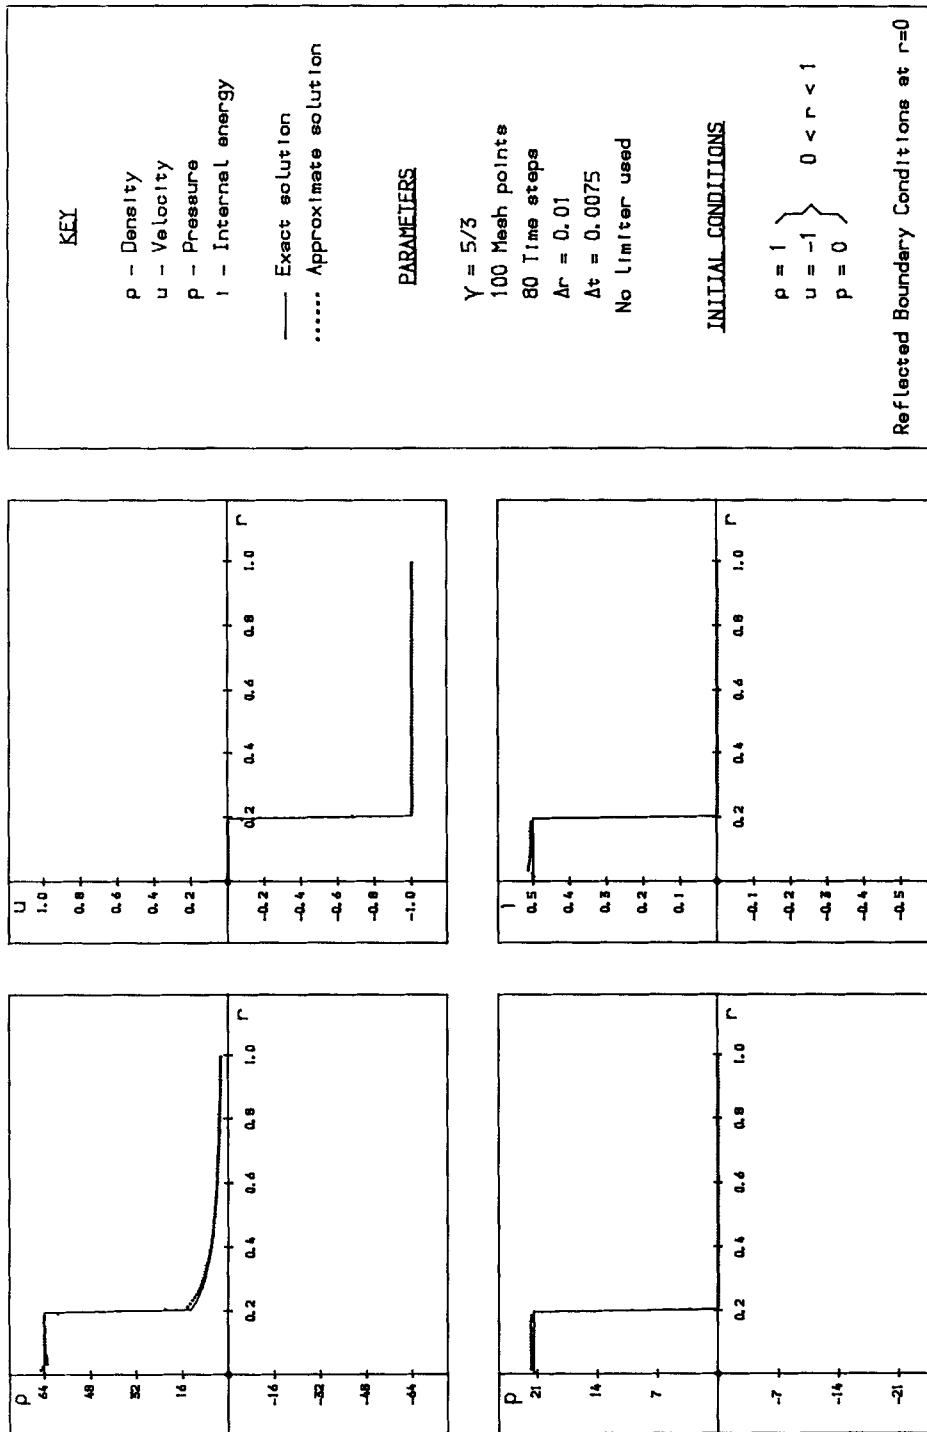 ρ
64
48
32
16
-16
-32
-48
-64
0.2 0.4 0.6 0.8 1.0 r
u
1.0
0.8
0.6
0.4
0.2
-0.2
-0.4
-0.6
-0.8
-1.0
0.2 0.4 0.6 0.8 1.0 r
p
21
14
7
-7
-14
-21
0.2 0.4 0.6 0.8 1.0 r
i
0.5
0.4
0.3
0.2
0.1
-0.1
-0.2
-0.3
-0.4
-0.5
0.2 0.4 0.6 0.8 1.0 r
KEY
ρ - Density
u - Velocity
p - Pressure
i - Internal energy
Exact solution
Approximate solution
PARAMETERS
γ = 5/3
100 Mesh points
80 Time steps
Δr = 0.01
Δt = 0.0075
No limiter used
INITIAL CONDITIONS
ρ = 1
u = -1 0 < r < 1
p = 0
Reflected Boundary Conditions at r=0